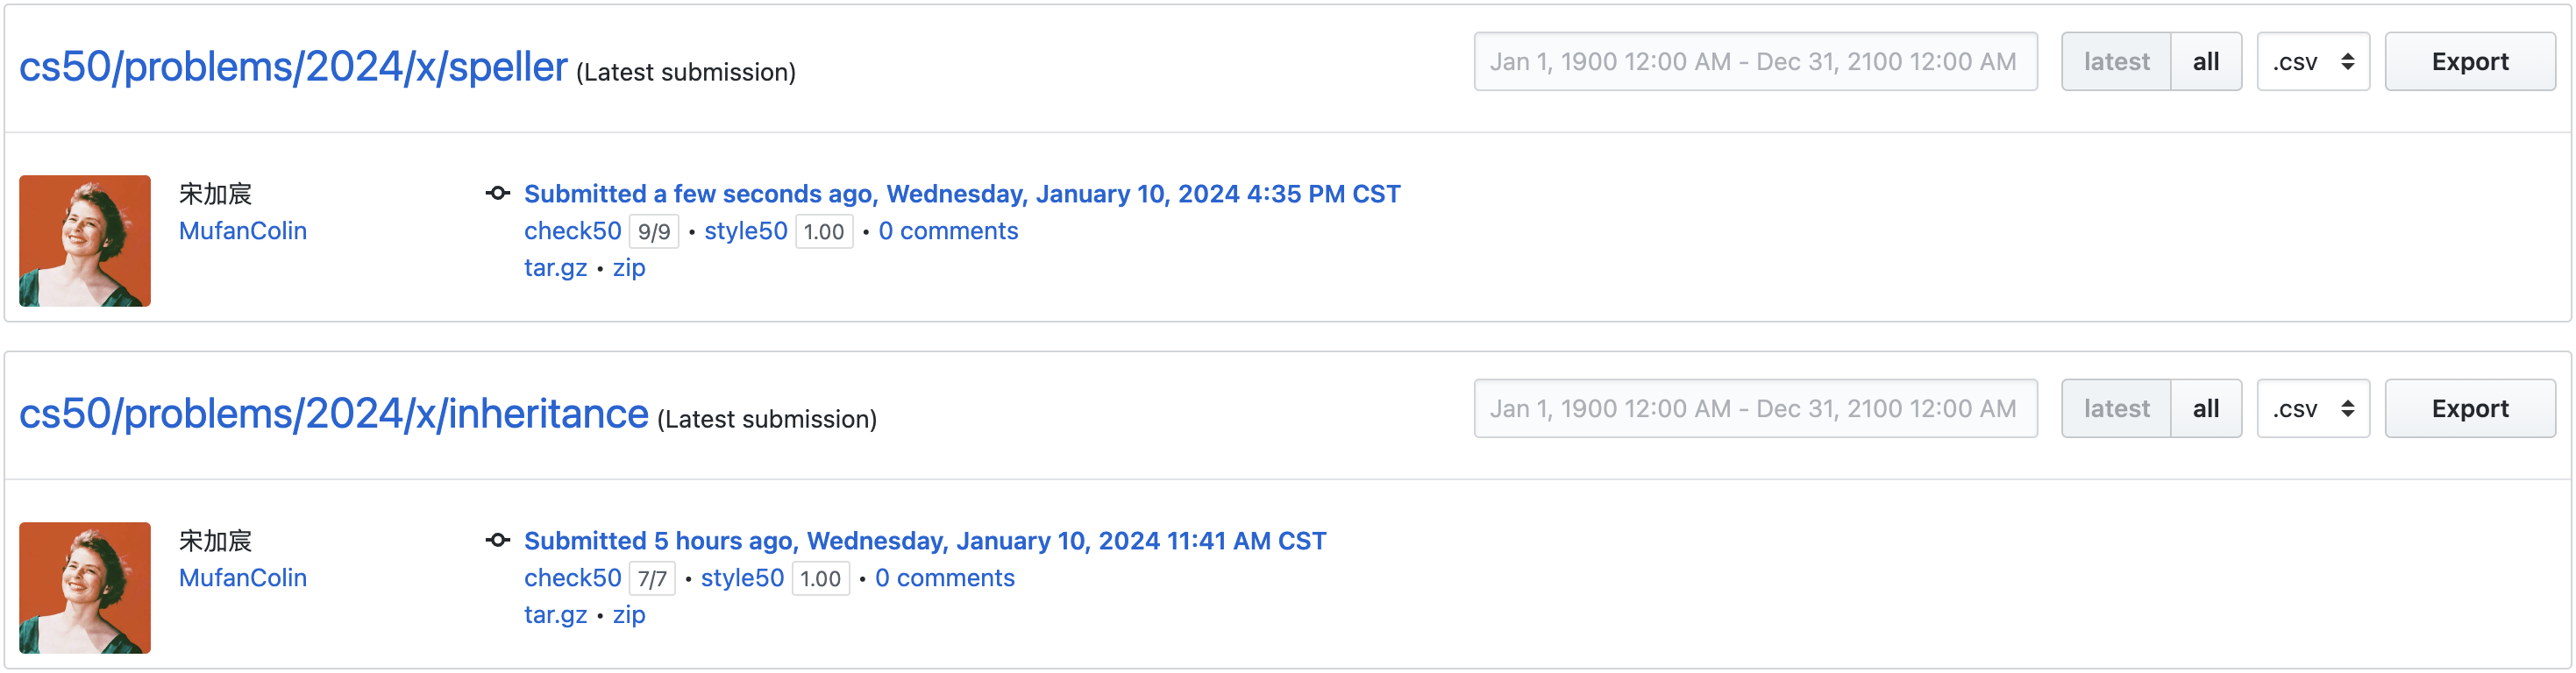 cs50/problems/2024/x/speller (Latest submission) Jan 1, 1900 12:00 AM - Dec 31, 2100 12:00 AM latest all .csv Export
宋加宸 Submitted a few seconds ago, Wednesday, January 10, 2024 4:35 PM CST
MufanColin check50 9/9 • style50 1.00 • 0 comments
tar.gz • zip
cs50/problems/2024/x/inheritance (Latest submission) Jan 1, 1900 12:00 AM - Dec 31, 2100 12:00 AM latest all .csv Export
宋加宸 Submitted 5 hours ago, Wednesday, January 10, 2024 11:41 AM CST
MufanColin check50 7/7 • style50 1.00 • 0 comments
tar.gz • zip